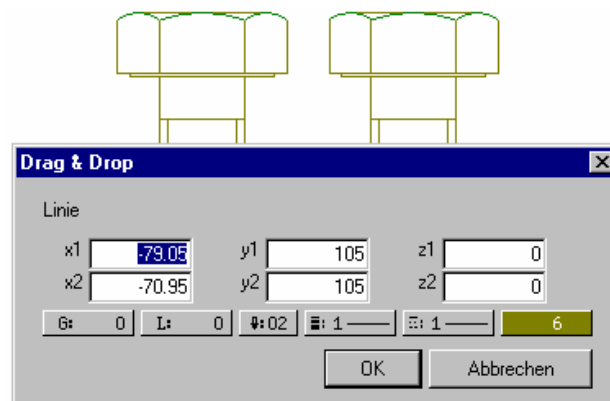 Drag & Drop
Linie
x1 -79.05 y1 105 z1 0
x2 -70.95 y2 105 z2 0
G: 0 L: 0 :02 : 1 : 1 6
OK Abbrechen